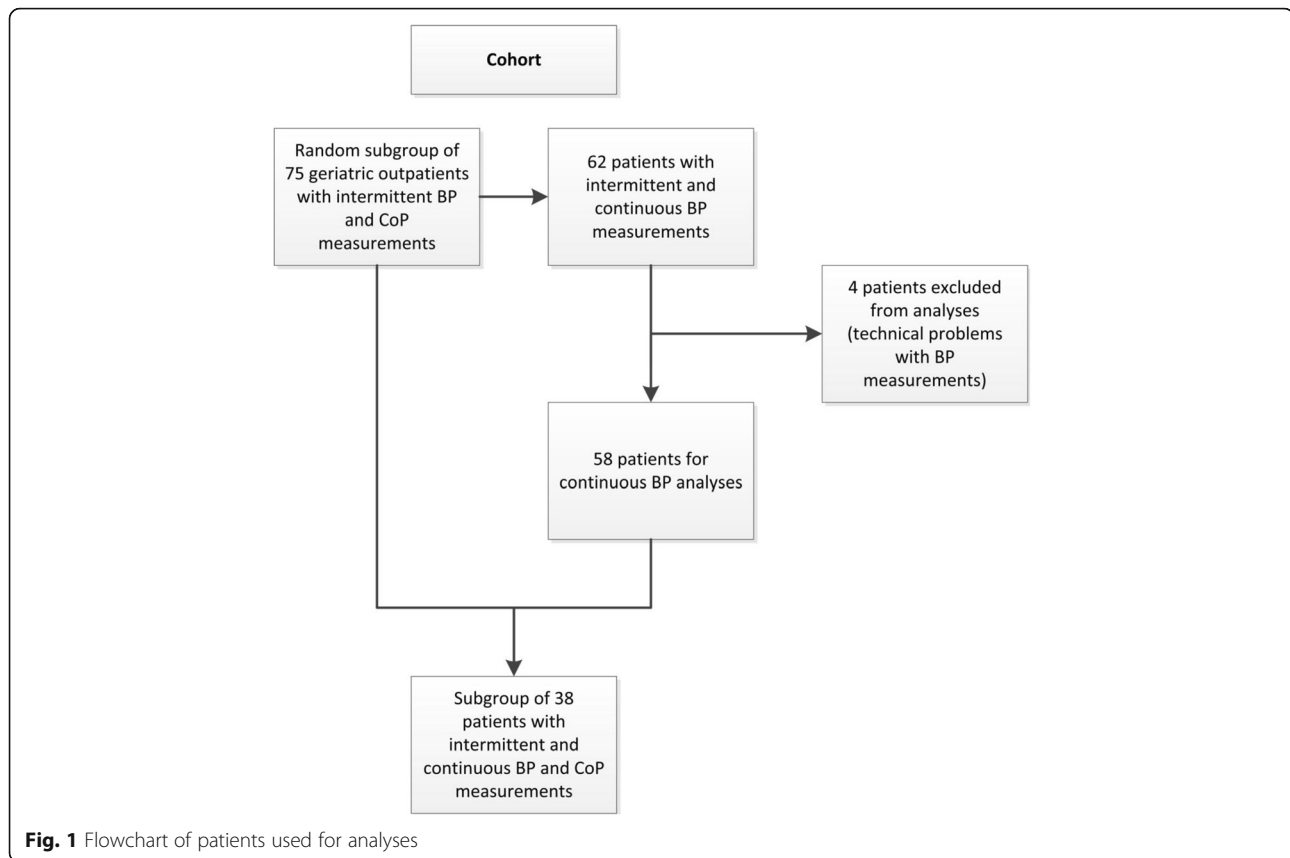 Cohort
Random subgroup of
75 geriatric outpatients
with intermittent BP
and CoP
measurements
62 patients with
intermittent and
continuous BP
measurements
4 patients excluded
from analyses
(technical problems
with BP
measurements)
58 patients for
continuous BP analyses
Subgroup of 38
patients with
intermittent and
continuous BP and CoP
measurements
Fig. 1 Flowchart of patients used for analyses